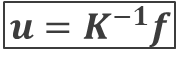 u = K⁻¹f